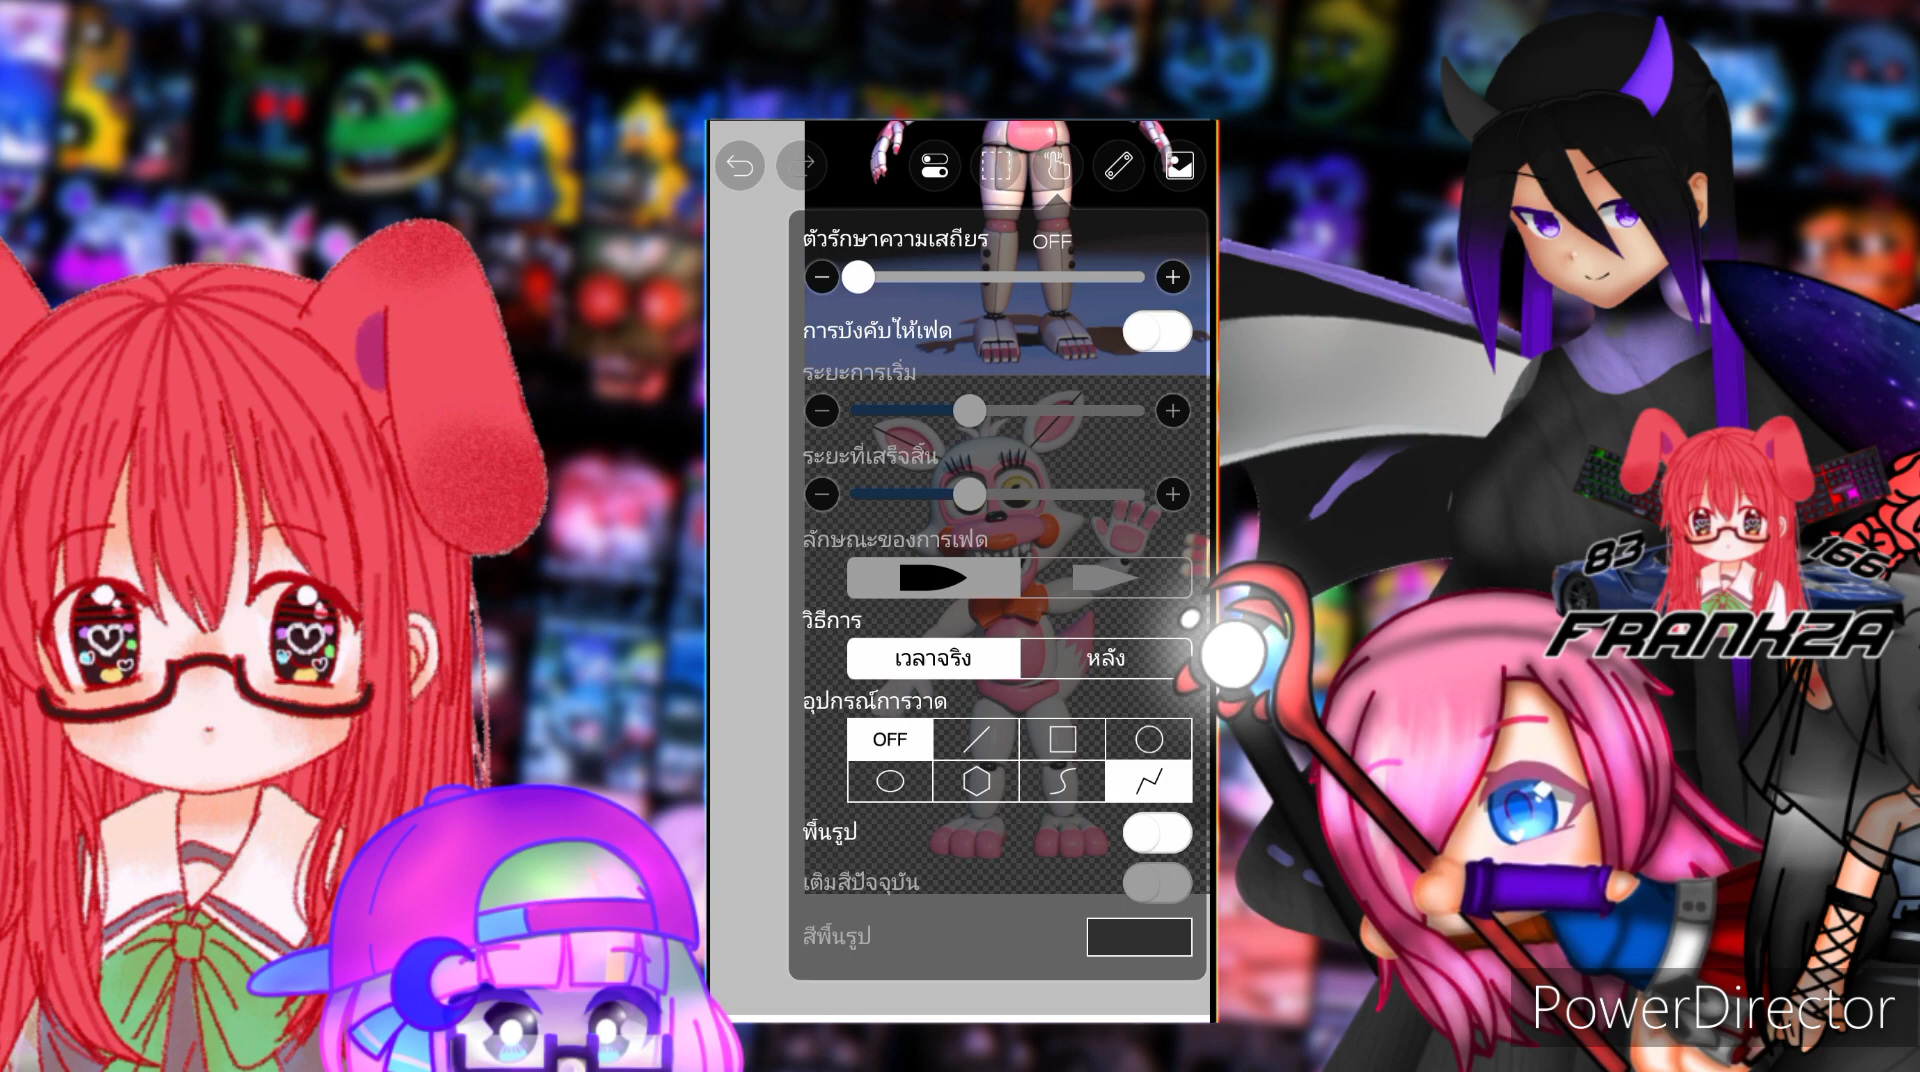 ตัวรักษาความเสถียร OFF
การบังคับให้เฟด
ระยะการเริ่ม
ระยะที่เสร็จสิ้น
ลักษณะของการเฟด
วิธีการ
เวลาจริง หลัง
อุปกรณ์การวาด
OFF
พื้นรูป
เติมสีปัจจุบัน
สีพื้นรูป
83 166
FRANKZA
PowerDirector